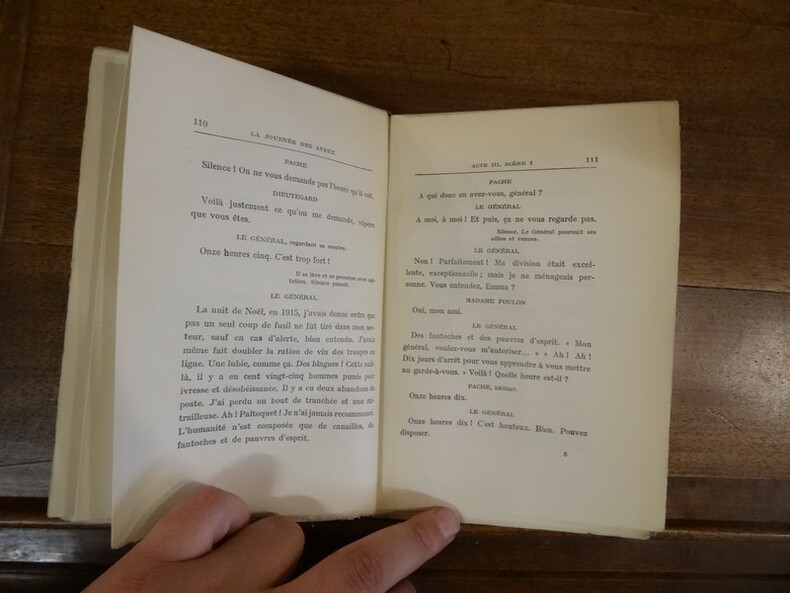 110
LA JOURNÉE DES AVEUX
PACHE
Silence ! On ne vous demande pas l'heure qu'il est.
DIEUTEGARD
Voilà justement ce qu'on me demande, vipère
que vous êtes.
LE GÉNÉRAL, regardant sa montre.
Onze heures cinq. C'est trop fort !
Il se lève et se promène avec agi-
tation. Silence pesant.
LE GÉNÉRAL
La nuit de Noël, en 1915, j'avais donné ordre que
pas un seul coup de fusil ne fût tiré dans mon sec-
teur, sauf en cas d'alerte, bien entendu. J'avais
même fait doubler la ration de vin des troupes en
ligne. Une lubie, comme ça. Des blagues ! Cette nuit-
là, il y a eu cent vingt-cinq hommes punis pour
ivresse et désobéissance. Il y a eu deux abandons de
poste. J'ai perdu un bout de tranchée et une mi-
trailleuse. Ah ! Paltoquet ! Je n'ai jamais recommencé.
L'humanité n'est composée que de canailles, de
fantoches et de pauvres d'esprit.
ACTE III, SCÈNE I
111
PACHE
A qui donc en avez-vous, général ?
LE GÉNÉRAL
A moi, à moi ! Et puis, ça ne vous regarde pas.
Silence. Le Général poursuit ses
allées et venues.
LE GÉNÉRAL
Non ! Parfaitement ! Ma division était excel-
lente, exceptionnelle ; mais je ne ménageais per-
sonne. Vous entendez, Emma ?
MADAME FOULON
Oui, mon ami.
LE GÉNÉRAL
Des fantoches et des pauvres d'esprit. « Mon
général, voulez-vous m'autoriser... » « Ah ! Ah !
Dix jours d'arrêt pour vous apprendre à vous mettre
au garde-à-vous. » Voilà ! Quelle heure est-il ?
PACHE, bâillant.
Onze heures dix.
LE GÉNÉRAL
Onze heures dix ! C'est honteux. Bien. Pouvez
disposer.
8